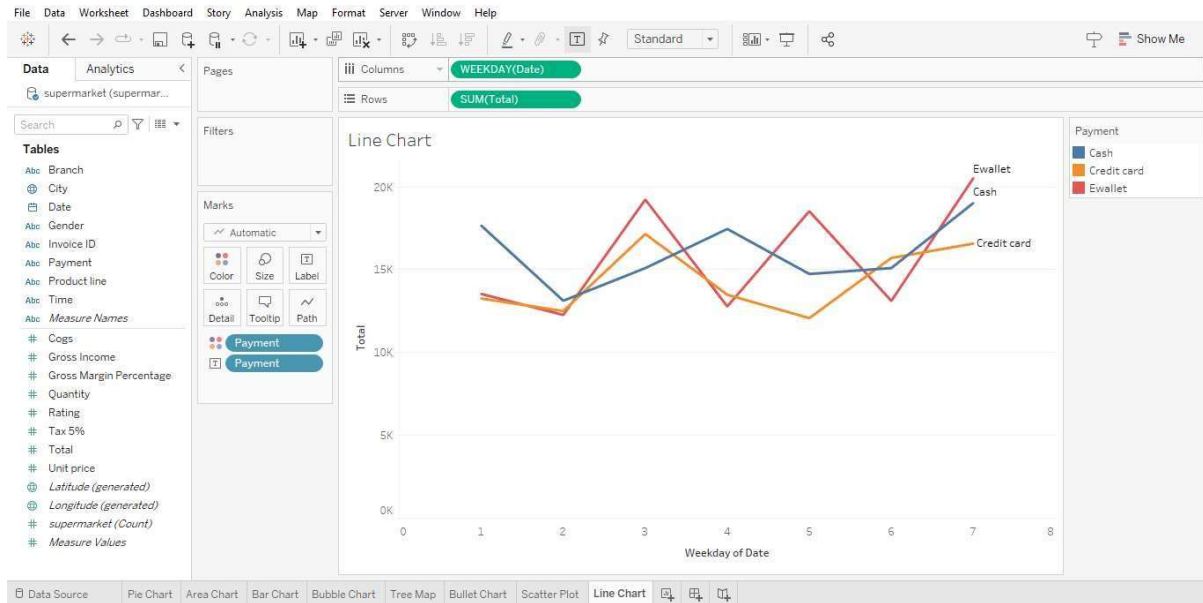 File Data Worksheet Dashboard Story Analysis Map Format Server Window Help
Standard
Show Me
Data Analytics
supermarket (supermar...
Search
Tables
Abc Branch
City
Date
Abc Gender
Abc Invoice ID
Abc Payment
Abc Product line
Abc Time
Abc Measure Names
# Cogs
# Gross Income
# Gross Margin Percentage
# Quantity
# Rating
# Tax 5%
# Total
# Unit price
Latitude (generated)
Longitude (generated)
# supermarket (Count)
# Measure Values
Pages
Filters
Marks
Automatic
Color Size Label
Detail Tooltip Path
Payment
Payment
Columns WEEKDAY(Date)
Rows SUM(Total)
Line Chart
Ewallet
Cash
Credit card
20K
15K
10K
5K
0K
Total
0 1 2 3 4 5 6 7 8
Weekday of Date
Payment
Cash
Credit card
Ewallet
Data Source Pie Chart Area Chart Bar Chart Bubble Chart Tree Map Bullet Chart Scatter Plot Line Chart